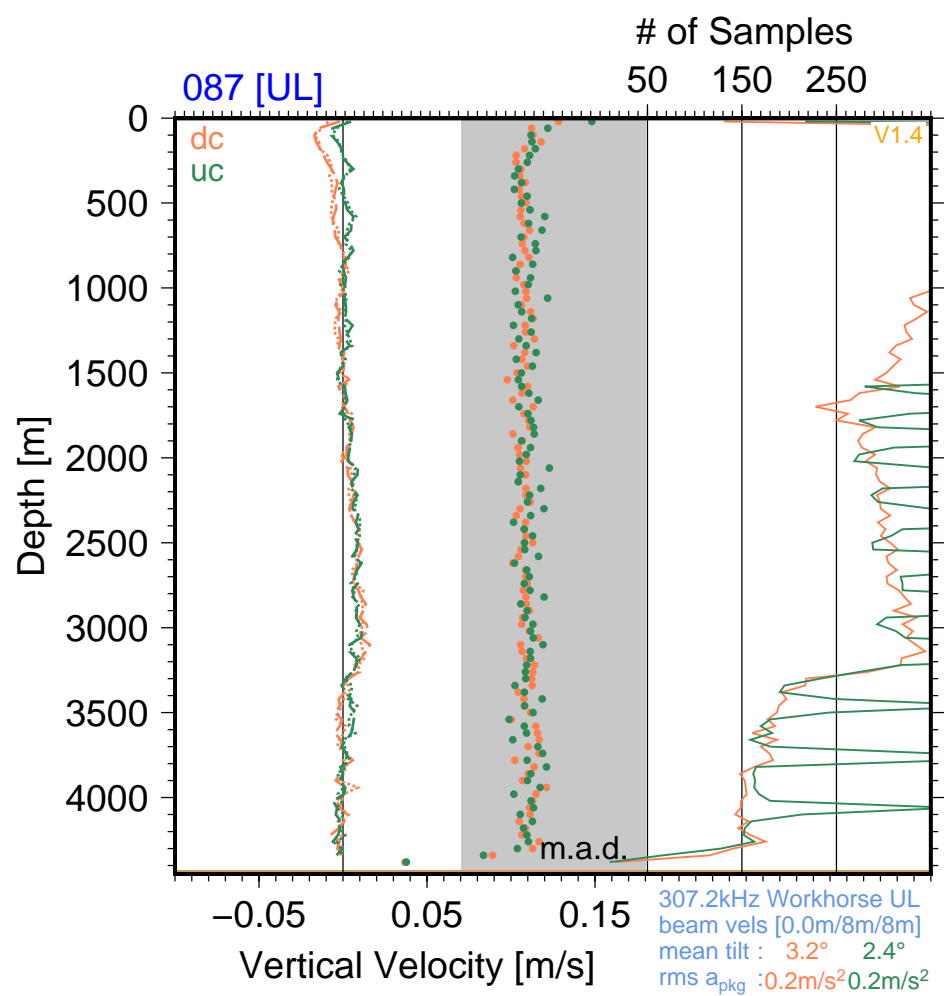 # of Samples
50 150 250
087 [UL]
dc
uc
V1.4
0
500
1000
1500
2000
2500
3000
3500
4000
Depth [m]
m.a.d.
−0.05 0.05 0.15
Vertical Velocity [m/s]
307.2kHz Workhorse UL
beam vels [0.0m/8m/8m]
mean tilt : 3.2° 2.4°
rms a_pkg :0.2m/s² 0.2m/s²